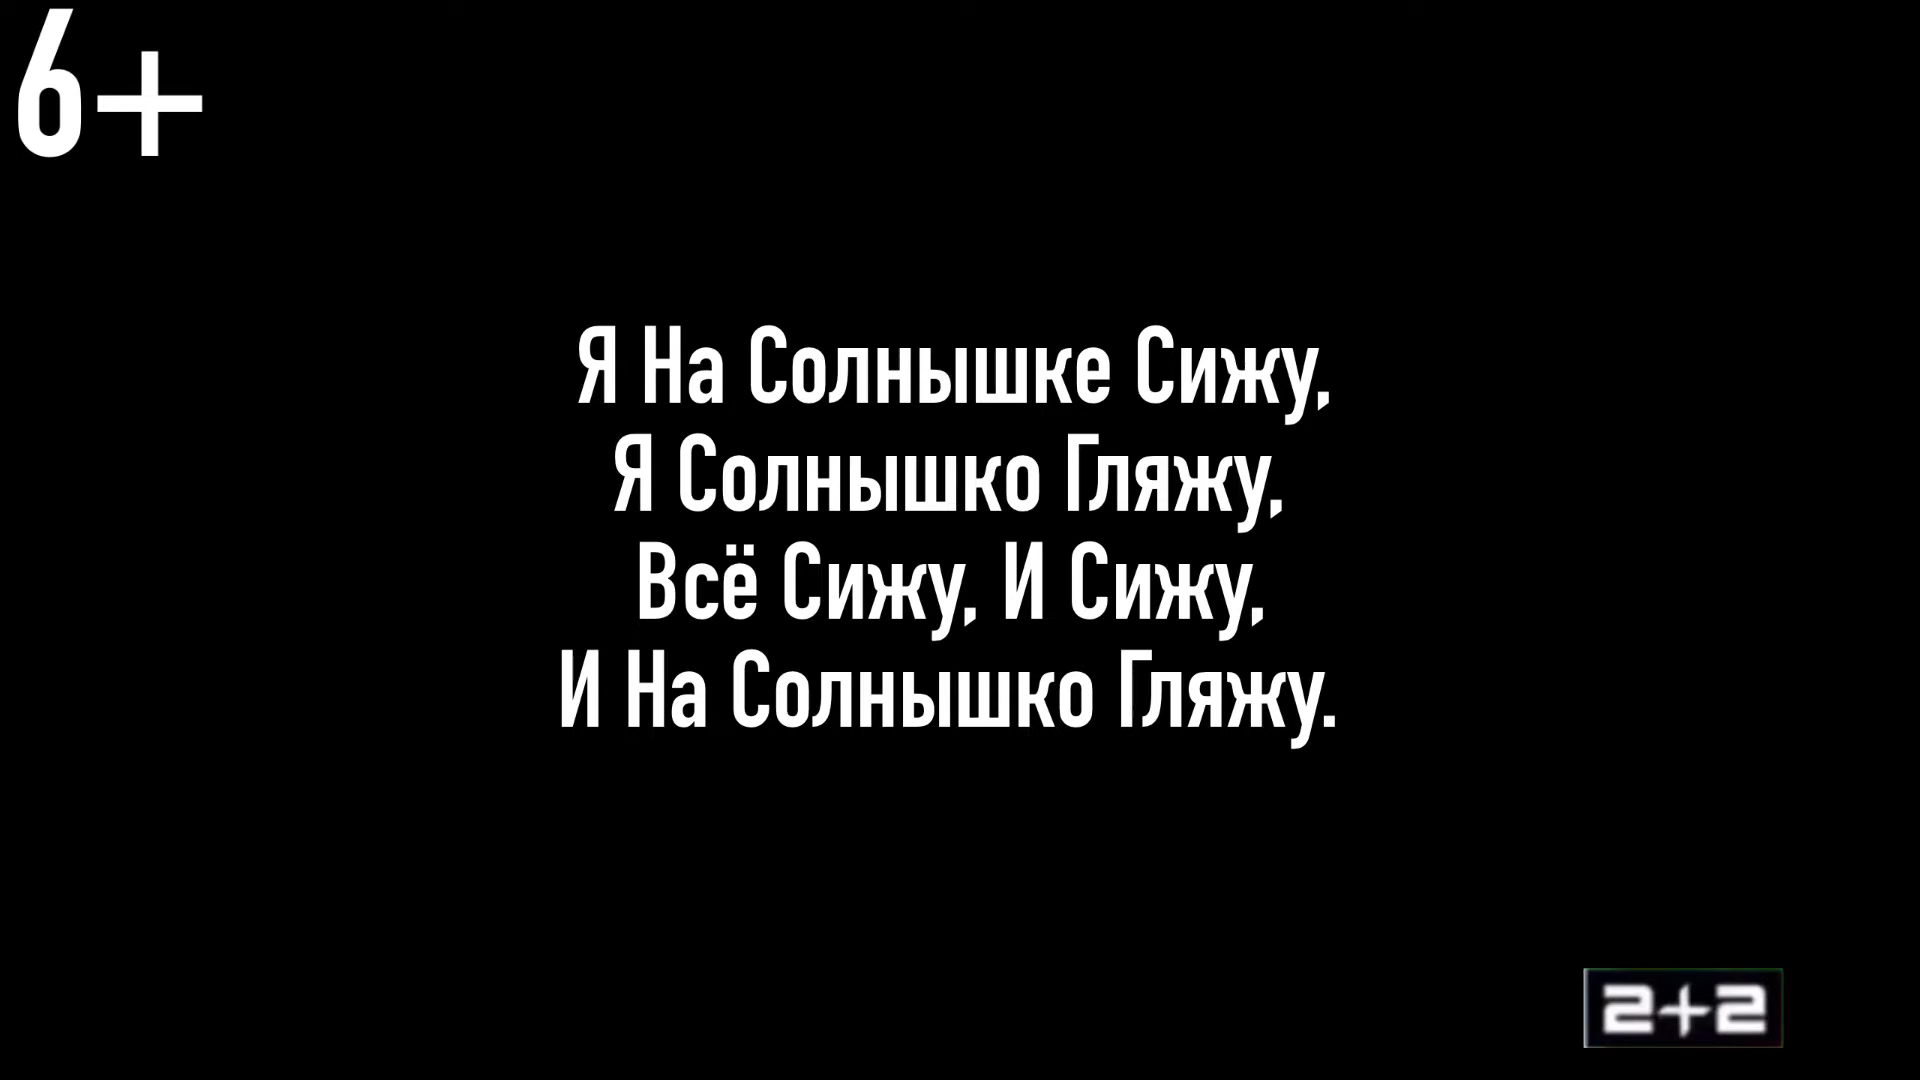 6+
Я На Солнышке Сижу,
Я Солнышко Гляжу,
Всё Сижу, И Сижу,
И На Солнышко Гляжу.
2+2